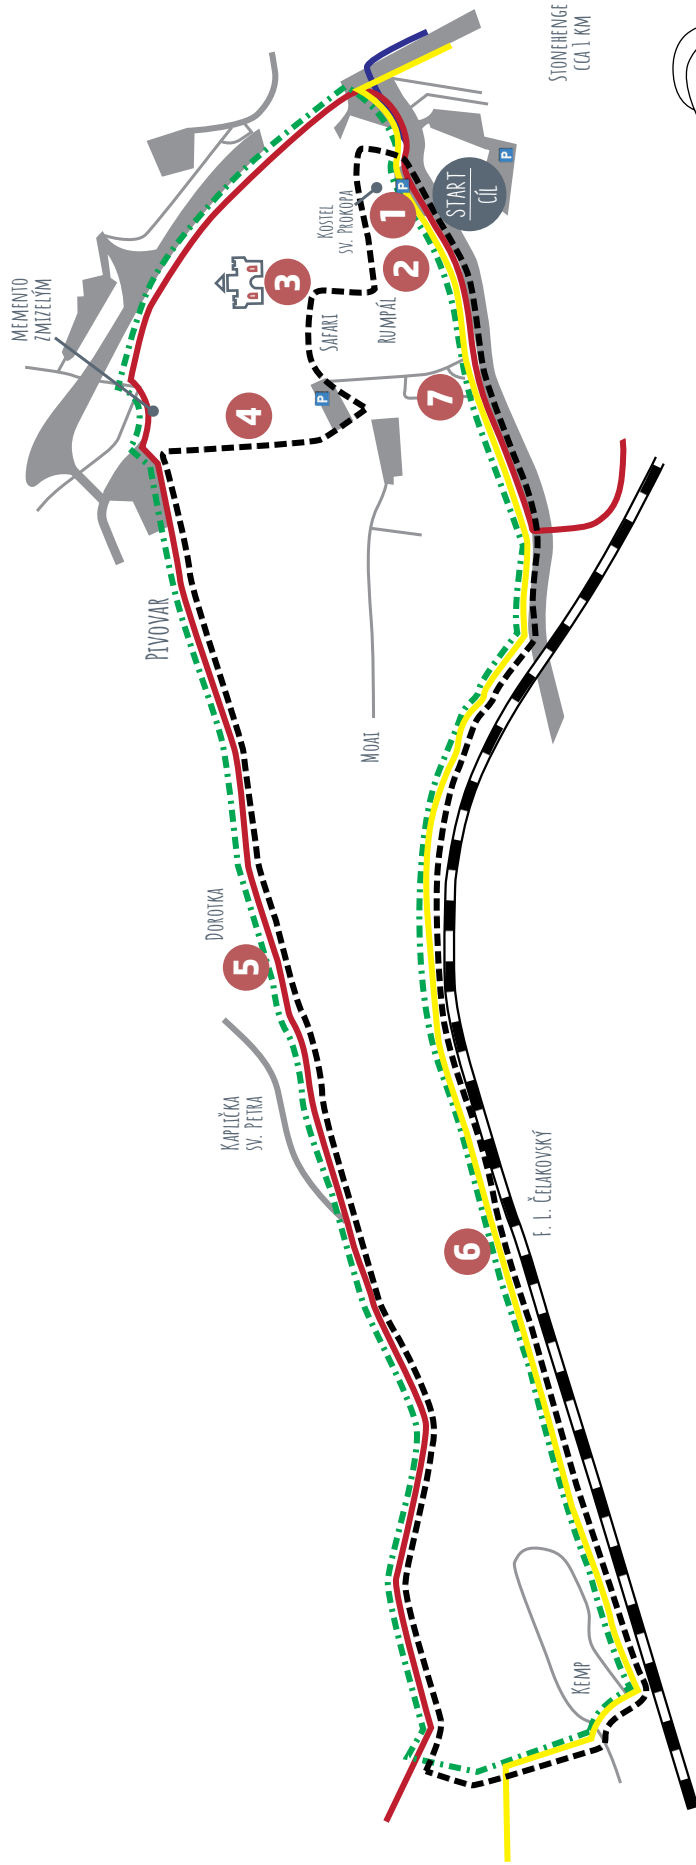 MEMENTO
ZMIZELÝM
STONEHENGE
CCA 1 KM
START
CÍL
P
P
KOSTEL
SV. PROKOPA
1
2
3
SAFARI
RUMPÁL
4
P
7
PIVOVAR
MOAI
DOROTKA
5
KAPLIČKA
SV. PETRA
F. L. ČELAKOVSKÝ
6
KEMP